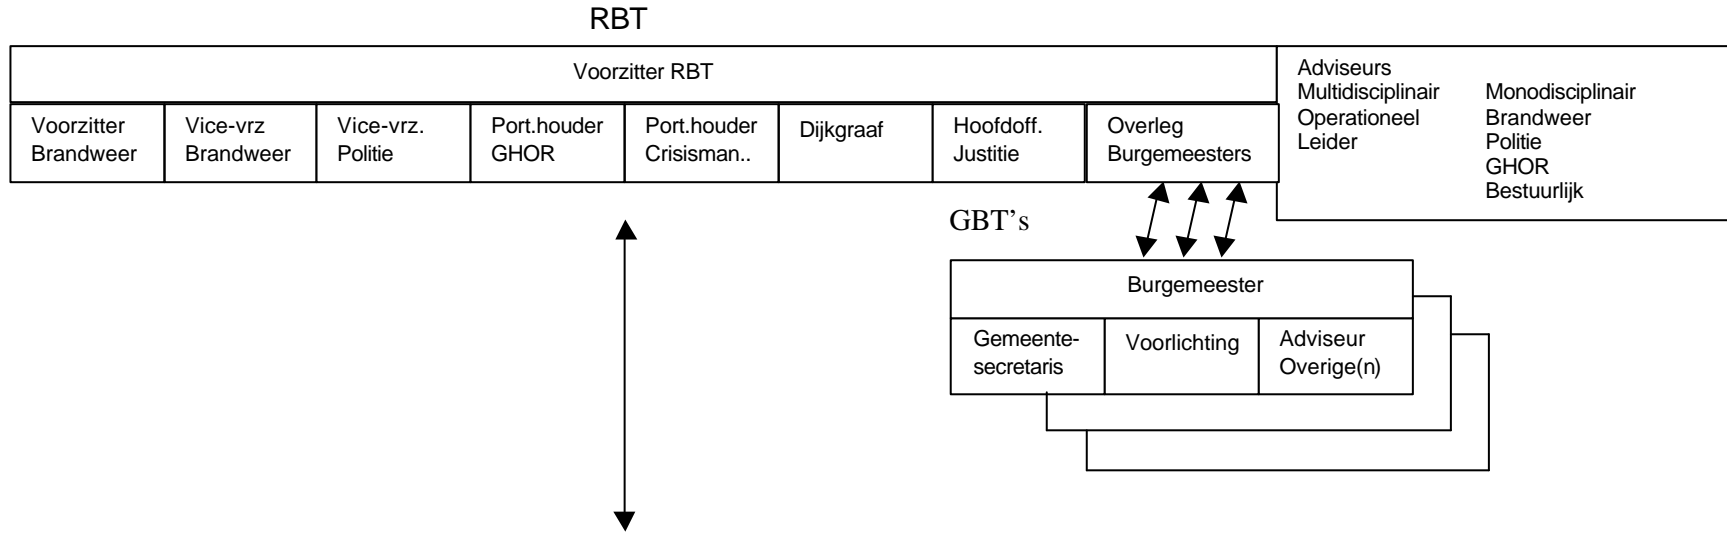 RBT
Voorzitter RBT
Voorzitter
Brandweer
Vice-vrz
Brandweer
Vice-vrz.
Politie
Port.houder
GHOR
Port.houder
Crisisman..
Dijkgraaf
Hoofdoff.
Justitie
Overleg
Burgemeesters
Adviseurs
Multidisciplinair
Operationeel
Leider
Monodisciplinair
Brandweer
Politie
GHOR
Bestuurlijk
GBT's
Burgemeester
Gemeente-
secretaris
Voorlichting
Adviseur
Overige(n)